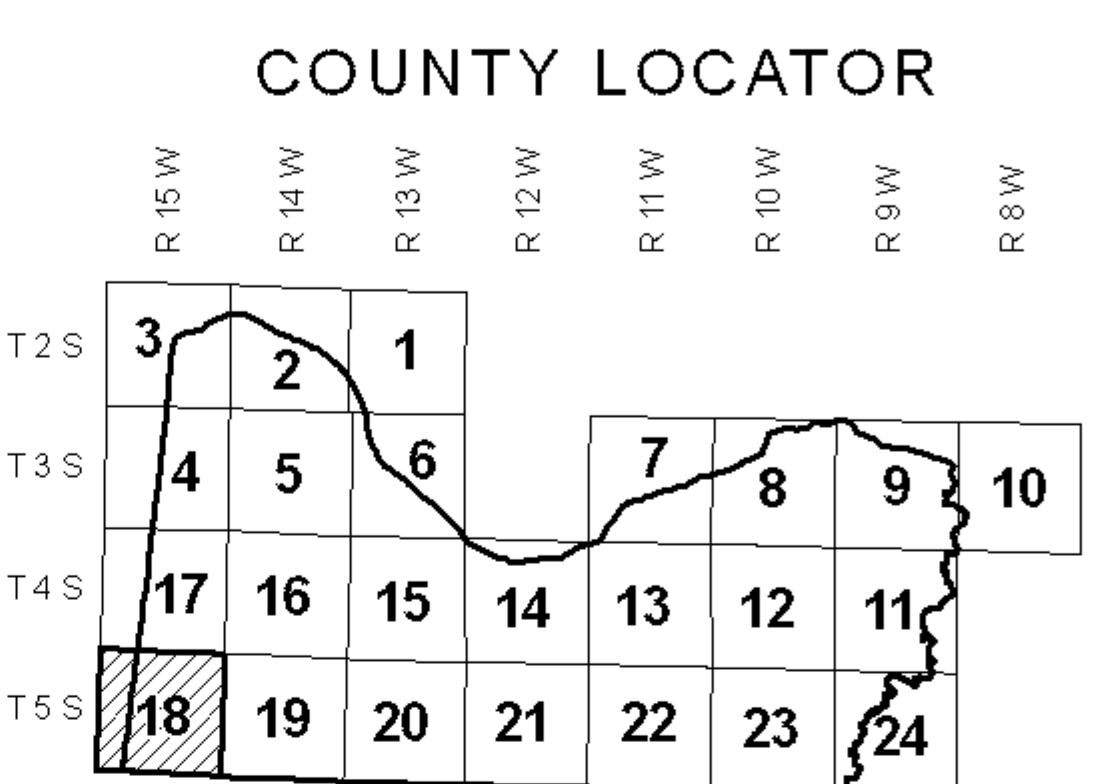 COUNTY LOCATOR
R 15 W R 14 W R 13 W R 12 W R 11 W R 10 W R 9 W R 8 W
T 2 S 3 2 1
T 3 S 4 5 6 7 8 9 10
T 4 S 17 16 15 14 13 12 11
T 5 S 18 19 20 21 22 23 24